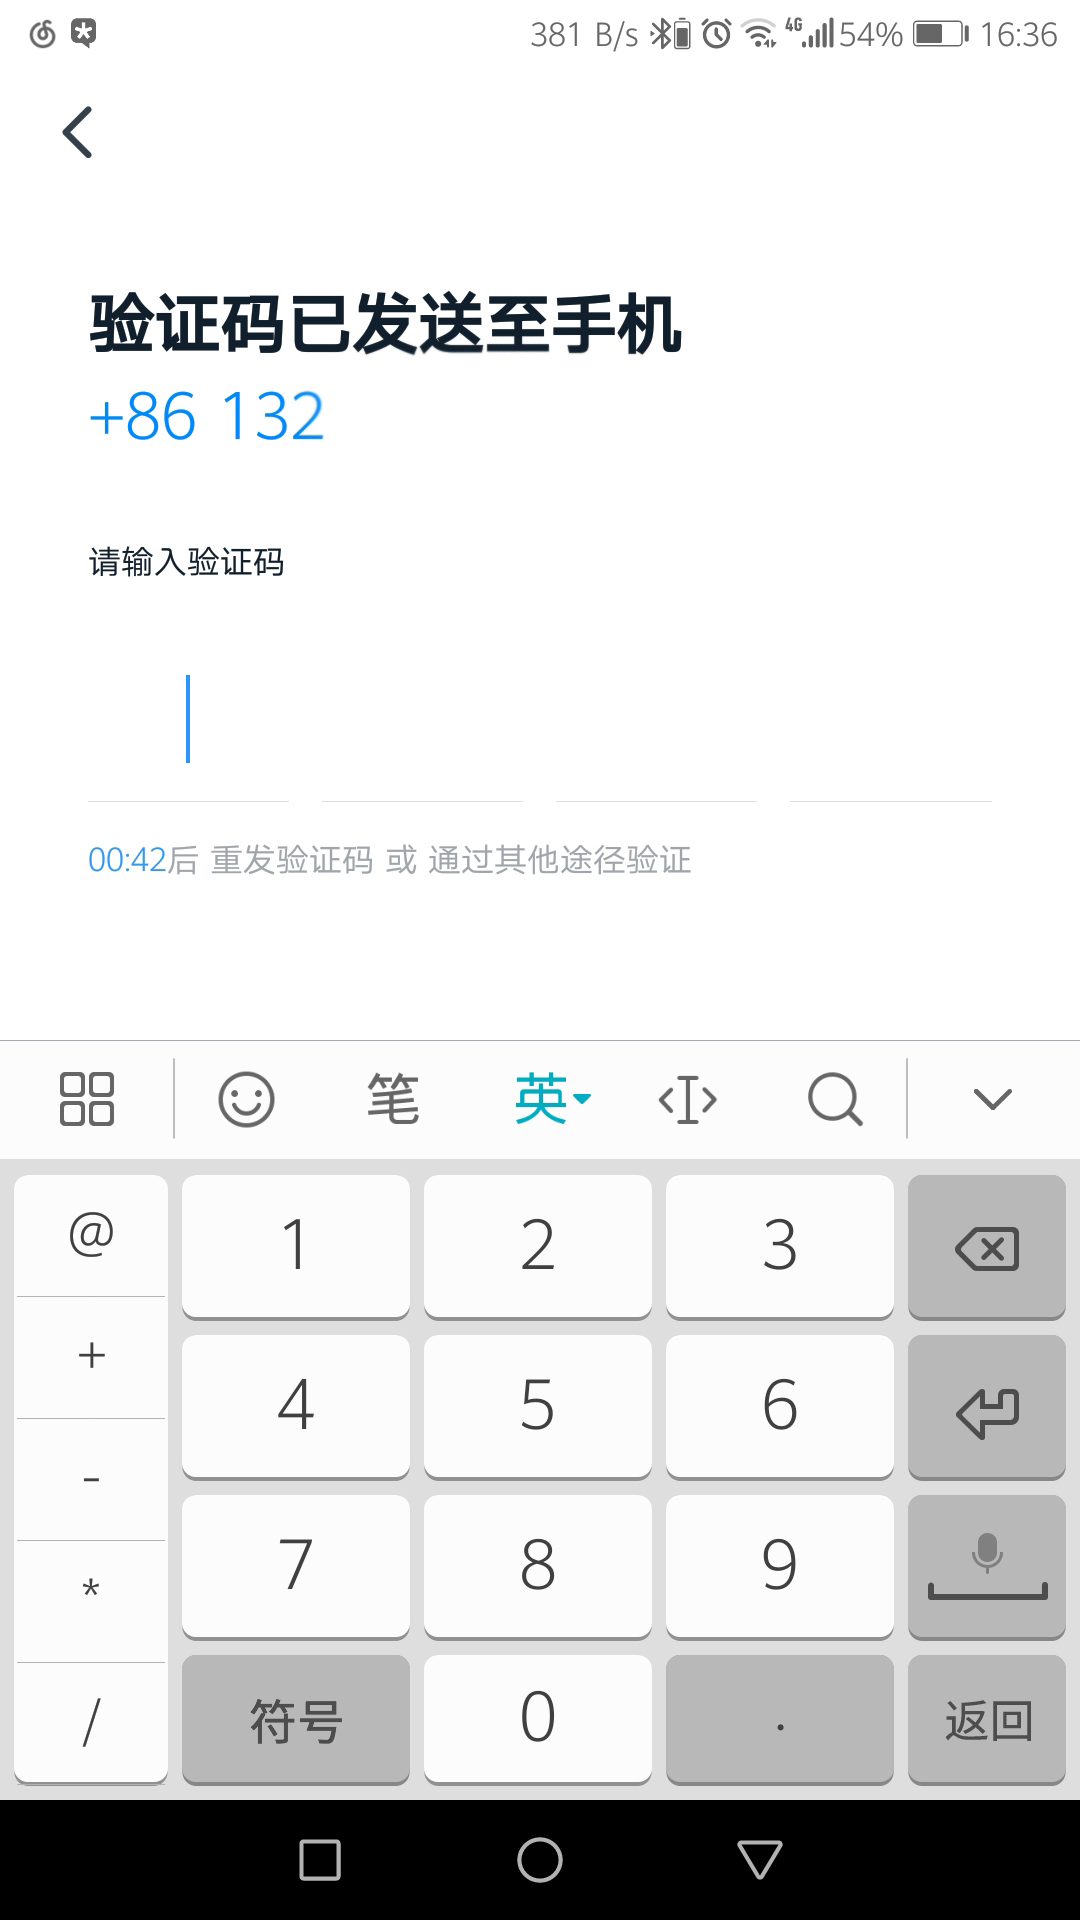 381 B/s 4G 54% 16:36
验证码已发送至手机
+86 132
请输入验证码
00:42后 重发验证码 或 通过其他途径验证
笔 英
@ 1 2 3
+ 4 5 6
-
7 8 9
*
/ 符号 0 . 返回